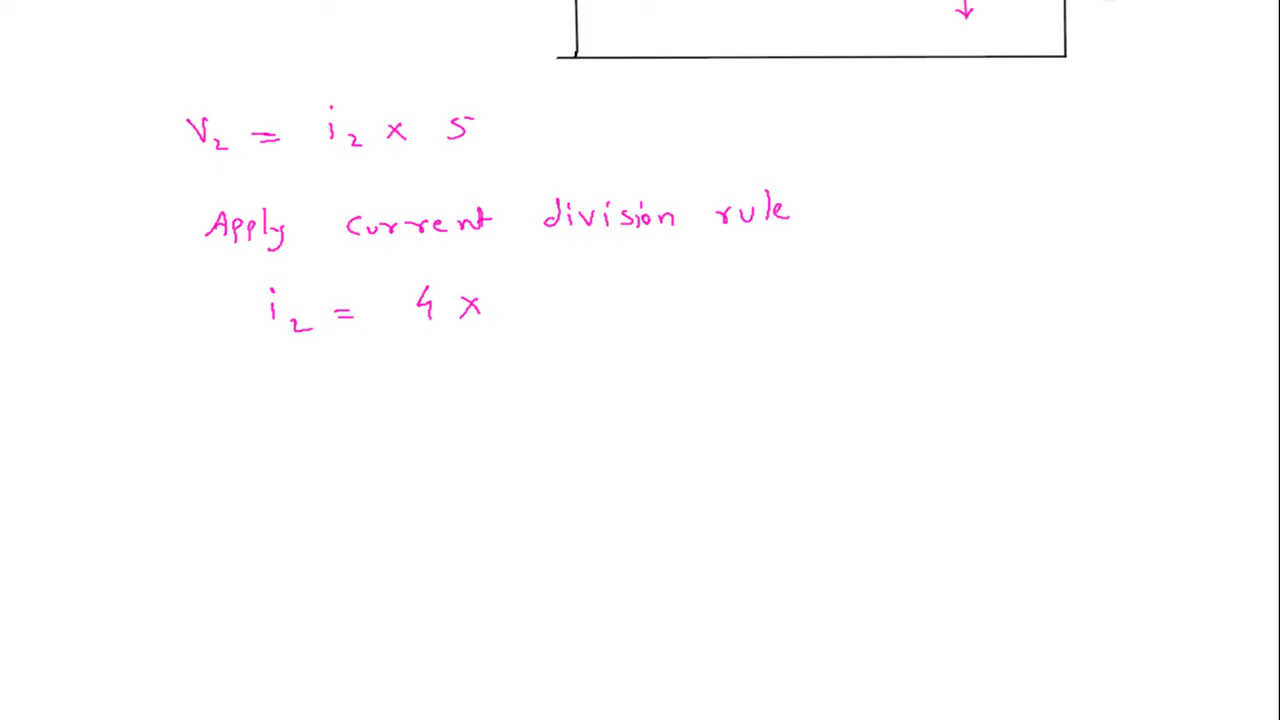 V₂ = i₂ × 5
Apply current division rule
i₂ = 4 ×